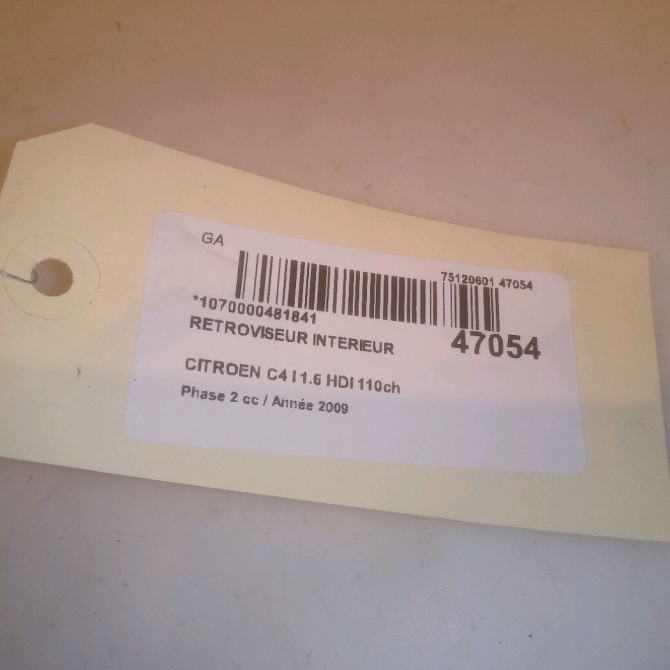 GA
75120601 47054
*1070000481841
47054
RETROVISEUR INTERIEUR
CITROEN C4 I 1.6 HDI 110ch
Phase 2 cc / Année 2009